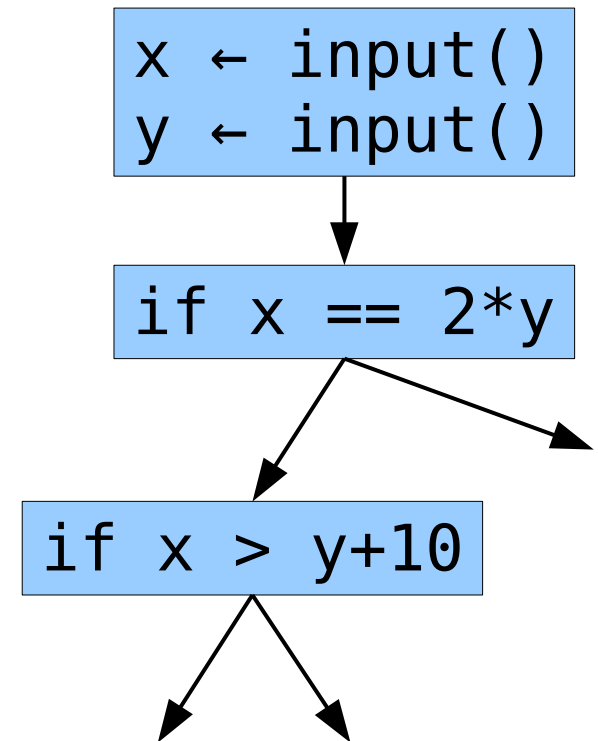 x ← input()
y ← input()
if x == 2*y
if x > y+10